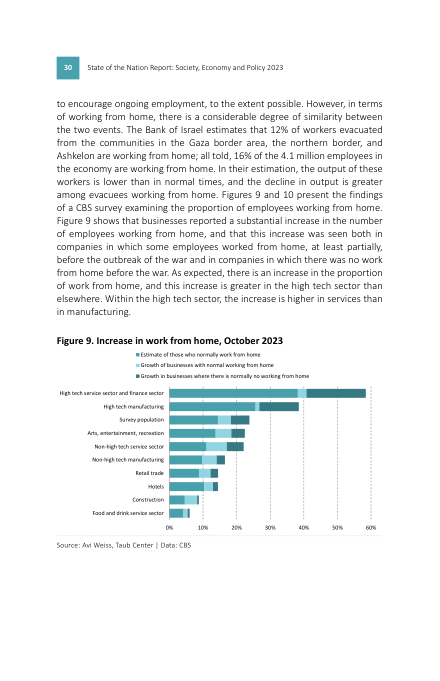 30
State of the Nation Report: Society, Economy and Policy 2023
to encourage ongoing employment, to the extent possible. However, in terms
of working from home, there is a considerable degree of similarity between
the two events. The Bank of Israel estimates that 12% of workers evacuated
from the communities in the Gaza border area, the northern border, and
Ashkelon are working from home; all told, 16% of the 4.1 million employees in
the economy are working from home. In their estimation, the output of these
workers is lower than in normal times, and the decline in output is greater
among evacuees working from home. Figures 9 and 10 present the findings
of a CBS survey examining the proportion of employees working from home.
Figure 9 shows that businesses reported a substantial increase in the number
of employees working from home, and that this increase was seen both in
companies in which some employees worked from home, at least partially,
before the outbreak of the war and in companies in which there was no work
from home before the war. As expected, there is an increase in the proportion
of work from home, and this increase is greater in the high tech sector than
elsewhere. Within the high tech sector, the increase is higher in services than
in manufacturing.
Figure 9. Increase in work from home, October 2023
Estimate of those who normally work from home
Growth of businesses with normal working from home
Growth in businesses where there is normally no working from home
High tech service sector and finance sector
High tech manufacturing
Survey population
Arts, entertainment, recreation
Non-high tech service sector
Non-high tech manufacturing
Retail trade
Hotels
Construction
Food and drink service sector
0% 10% 20% 30% 40% 50% 60%
Source: Avi Weiss, Taub Center | Data: CBS